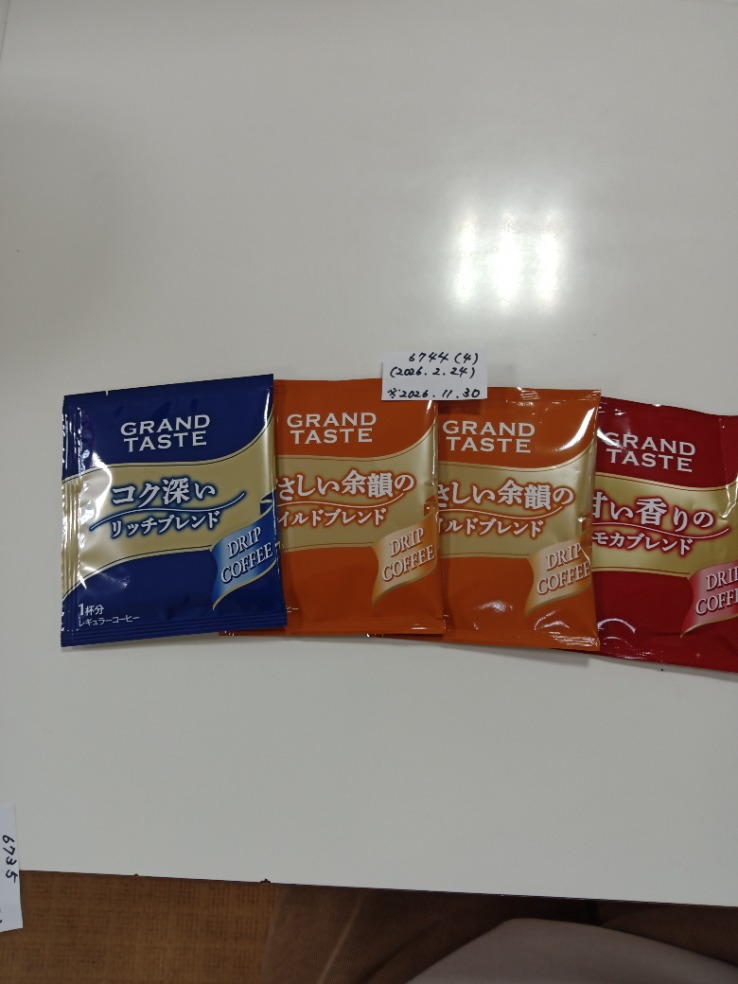 6744(4)
(2026.2.24)
※2026.11.30
GRAND
TASTE
コク深い
リッチブレンド
DRIP
COFFEE
1杯分
レギュラーコーヒー
GRAND
TASTE
さしい余韻の
イルドブレンド
DRIP
COFFEE
GRAND
TASTE
さしい余韻の
イルドブレンド
DRIP
COFFEE
GRAND
TASTE
甘い香りの
モカブレンド
DRIP
COFFE
6735